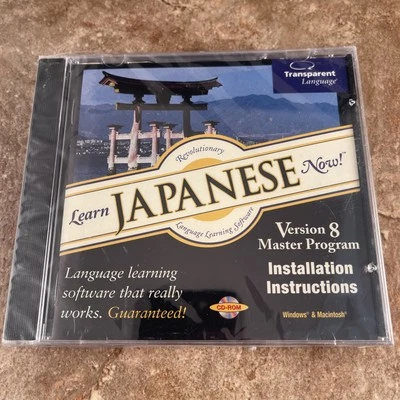 Transparent
Language
Revolutionary
Learn JAPANESE Now!
Language Learning Software
Version 8
Master Program
Language learning
software that really
works. Guaranteed!
Installation
Instructions
CD-ROM
Windows® & Macintosh®